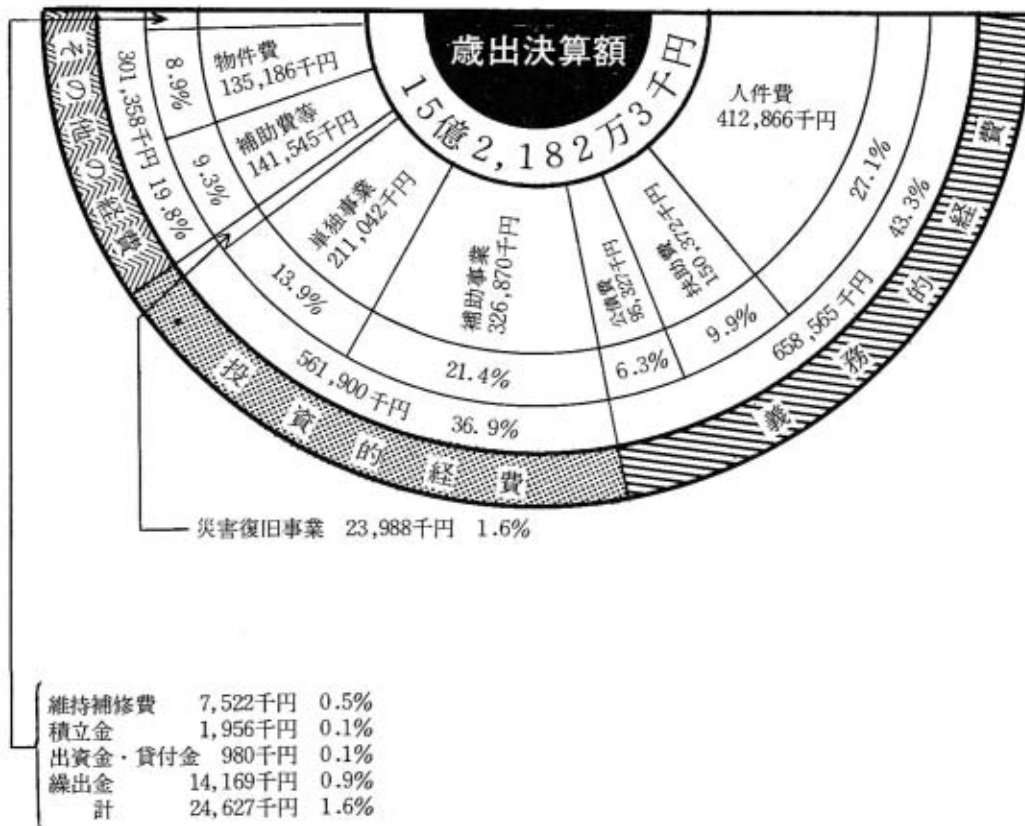 歳出決算額
15億2,182万3千円
人件費
412,866千円
27.1%
扶助費
150,372千円
9.9%
公債費
95,327千円
6.3%
義務的経費
658,565千円
43.3%
補助事業
326,870千円
21.4%
単独事業
211,042千円
13.9%
投資的経費
561,900千円
36.9%
災害復旧事業 23,988千円 1.6%
補助費等
141,545千円
9.3%
物件費
135,186千円
8.9%
その他の経費
301,358千円 19.8%
維持補修費 7,522千円 0.5%
積立金 1,956千円 0.1%
出資金・貸付金 980千円 0.1%
繰出金 14,169千円 0.9%
計 24,627千円 1.6%